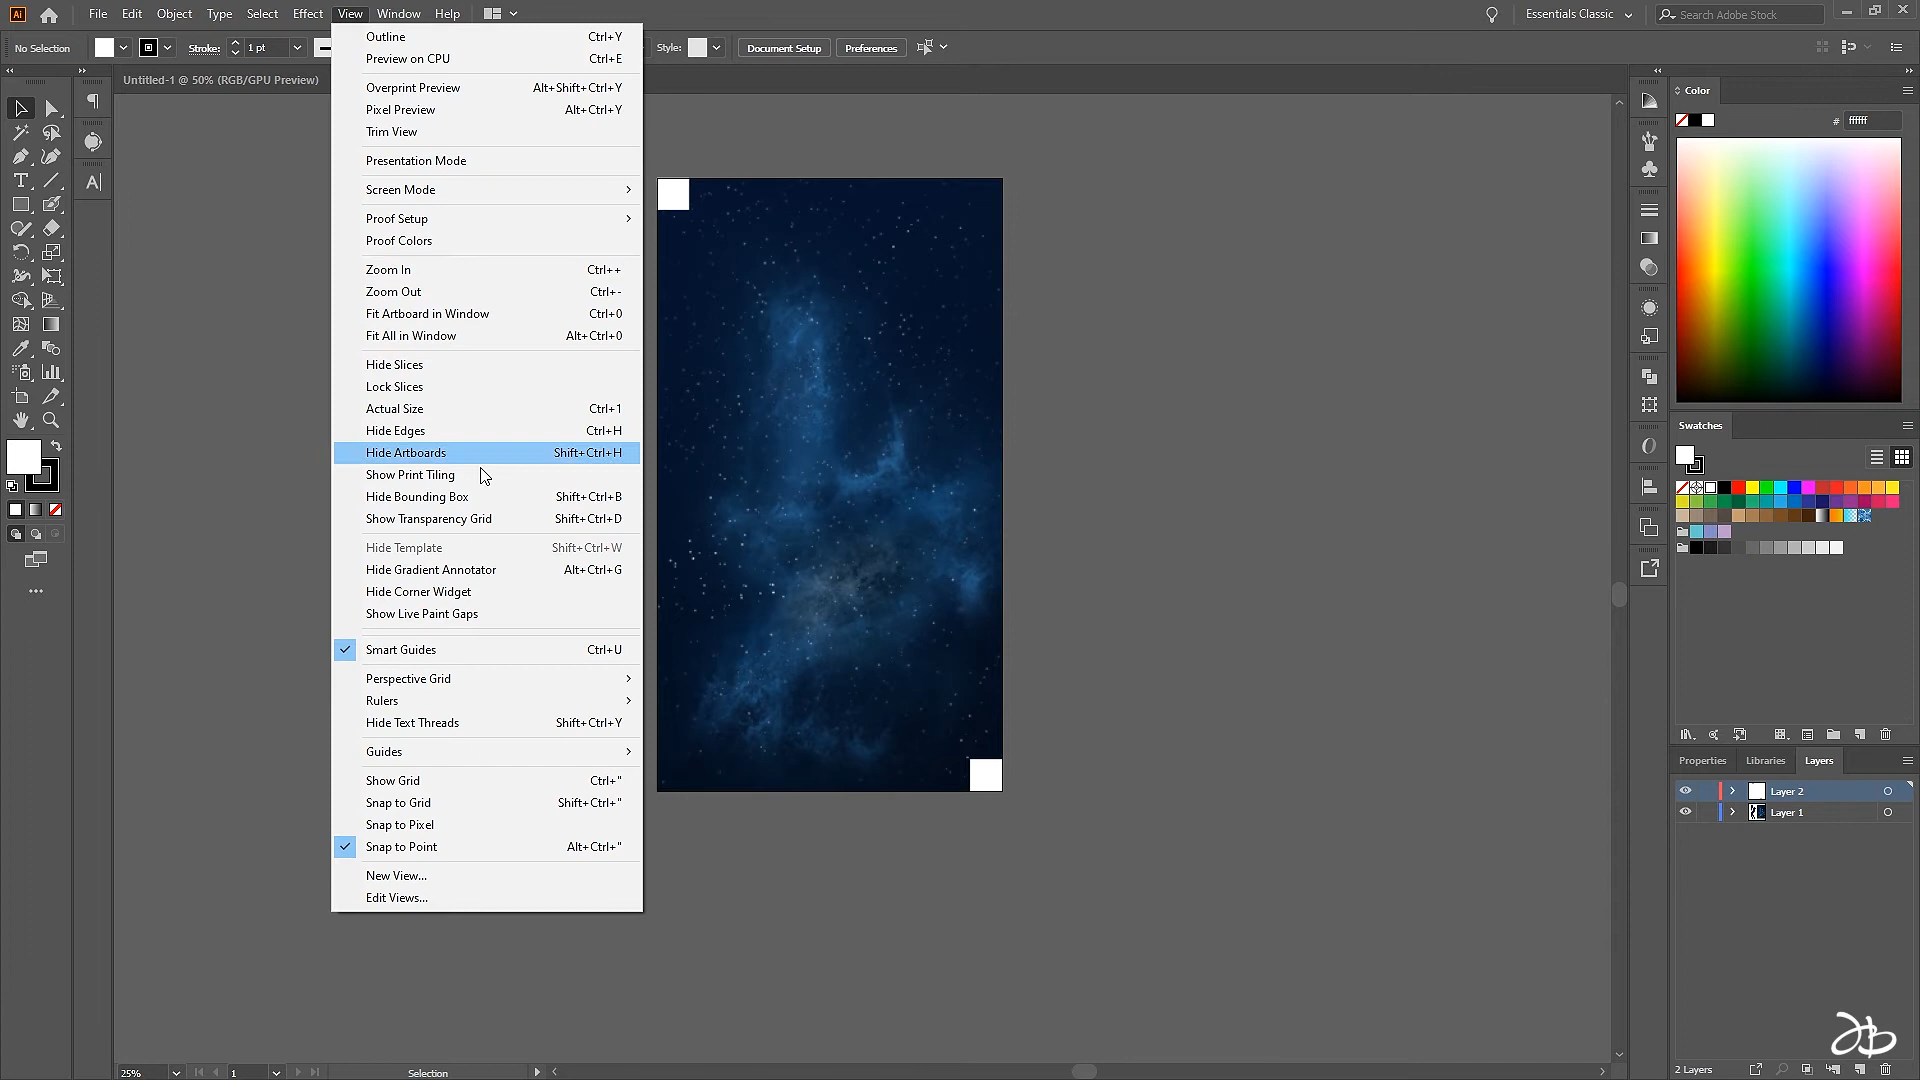 Ai File Edit Object Type Select Effect View Window Help
Essentials Classic
Search Adobe Stock
No Selection
Stroke:
1 pt
Style:
Document Setup
Preferences
Untitled-1 @ 50% (RGB/GPU Preview)
Outline Ctrl+Y
Preview on CPU Ctrl+E
Overprint Preview Alt+Shift+Ctrl+Y
Pixel Preview Alt+Ctrl+Y
Trim View
Presentation Mode
Screen Mode
Proof Setup
Proof Colors
Zoom In Ctrl++
Zoom Out Ctrl+-
Fit Artboard in Window Ctrl+0
Fit All in Window Alt+Ctrl+0
Hide Slices
Lock Slices
Actual Size Ctrl+1
Hide Edges Ctrl+H
Hide Artboards Shift+Ctrl+H
Show Print Tiling
Hide Bounding Box Shift+Ctrl+B
Show Transparency Grid Shift+Ctrl+D
Hide Template Shift+Ctrl+W
Hide Gradient Annotator Alt+Ctrl+G
Hide Corner Widget
Show Live Paint Gaps
Smart Guides Ctrl+U
Perspective Grid
Rulers
Hide Text Threads Shift+Ctrl+Y
Guides
Show Grid Ctrl+"
Snap to Grid Shift+Ctrl+"
Snap to Pixel
Snap to Point Alt+Ctrl+"
New View...
Edit Views...
Color
# ffffff
Swatches
Properties Libraries Layers
Layer 2
Layer 1
2 Layers
25%
1
Selection